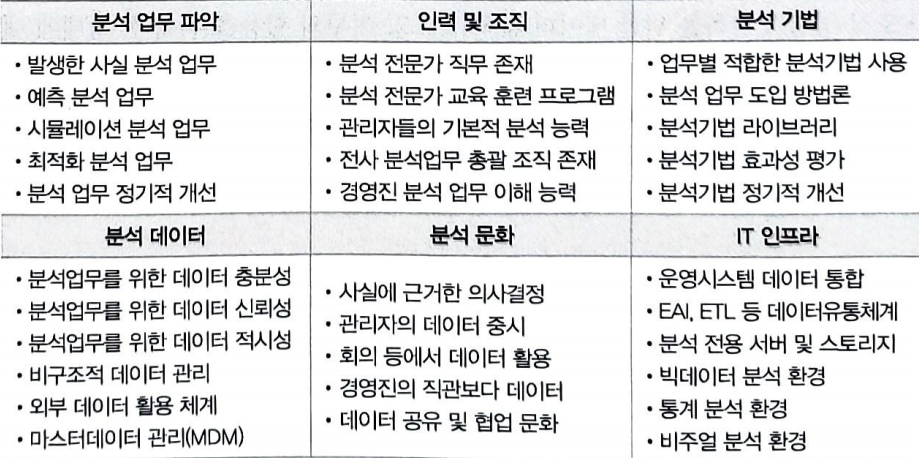 분석 업무 파악
• 발생한 사실 분석 업무
• 예측 분석 업무
• 시뮬레이션 분석 업무
• 최적화 분석 업무
• 분석 업무 정기적 개선
인력 및 조직
• 분석 전문가 직무 존재
• 분석 전문가 교육 훈련 프로그램
• 관리자들의 기본적 분석 능력
• 전사 분석업무 총괄 조직 존재
• 경영진 분석 업무 이해 능력
분석 기법
• 업무별 적합한 분석기법 사용
• 분석 업무 도입 방법론
• 분석기법 라이브러리
• 분석기법 효과성 평가
• 분석기법 정기적 개선
분석 데이터
• 분석업무를 위한 데이터 충분성
• 분석업무를 위한 데이터 신뢰성
• 분석업무를 위한 데이터 적시성
• 비구조적 데이터 관리
• 외부 데이터 활용 체계
• 마스터데이터 관리(MDM)
분석 문화
• 사실에 근거한 의사결정
• 관리자의 데이터 중시
• 회의 등에서 데이터 활용
• 경영진의 직관보다 데이터
• 데이터 공유 및 협업 문화
IT 인프라
• 운영시스템 데이터 통합
• EAI, ETL 등 데이터유통체계
• 분석 전용 서버 및 스토리지
• 빅데이터 분석 환경
• 통계 분석 환경
• 비주얼 분석 환경